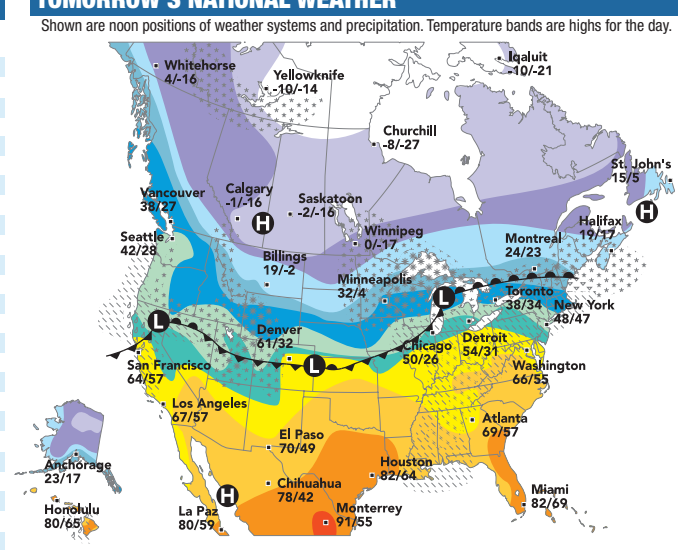 TOMORROW'S NATIONAL WEATHER
Shown are noon positions of weather systems and precipitation. Temperature bands are highs for the day.
Whitehorse
4/-16
Yellowknife
-10/-14
Iqaluit
-10/-21
Churchill
-8/-27
St. John's
15/5
Vancouver
38/27
Calgary
-1/-16
H
Saskatoon
-2/-16
Winnipeg
0/-17
Halifax
19/17
H
Seattle
42/28
Billings
19/-2
Minneapolis
32/4
Montreal
24/23
L
Toronto
38/34
New York
48/47
L
Denver
61/32
L
Chicago
50/26
Detroit
54/31
Washington
66/55
San Francisco
64/57
Los Angeles
67/57
Atlanta
69/57
El Paso
70/49
Anchorage
23/17
Houston
82/64
Chihuahua
78/42
H
Miami
82/69
Honolulu
80/65
La Paz
80/59
Monterrey
91/55